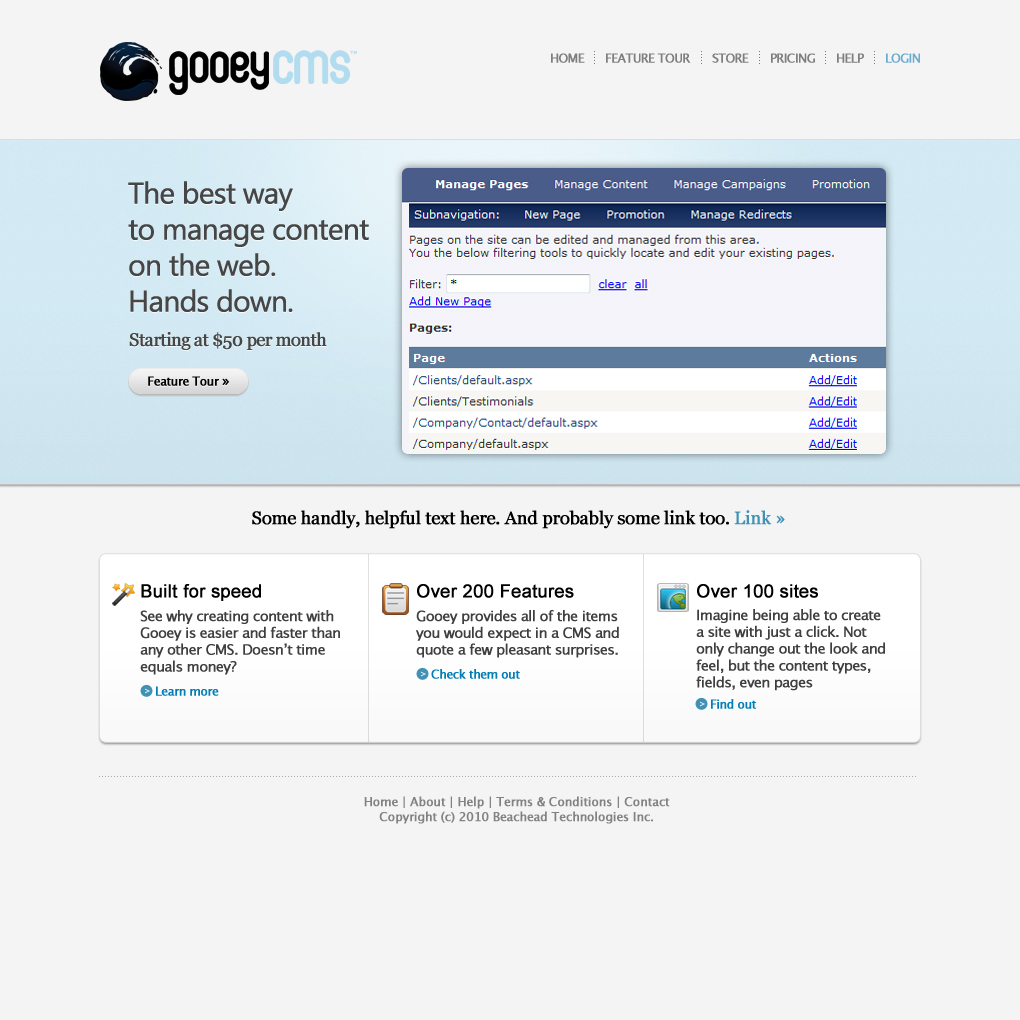 gooeycms™
HOME
FEATURE TOUR
STORE
PRICING
HELP
LOGIN
The best way
to manage content
on the web.
Hands down.
Starting at $50 per month
Feature Tour »
Manage Pages Manage Content Manage Campaigns Promotion
Subnavigation: New Page Promotion Manage Redirects
Pages on the site can be edited and managed from this area.
You the below filtering tools to quickly locate and edit your existing pages.
Filter: * clear all
Add New Page
Pages:
Page Actions
/Clients/default.aspx Add/Edit
/Clients/Testimonials Add/Edit
/Company/Contact/default.aspx Add/Edit
/Company/default.aspx Add/Edit
Some handly, helpful text here. And probably some link too. Link »
Built for speed
See why creating content with
Gooey is easier and faster than
any other CMS. Doesn’t time
equals money?
Learn more
Over 200 Features
Gooey provides all of the items
you would expect in a CMS and
quote a few pleasant surprises.
Check them out
Over 100 sites
Imagine being able to create
a site with just a click. Not
only change out the look and
feel, but the content types,
fields, even pages
Find out
Home | About | Help | Terms & Conditions | Contact
Copyright (c) 2010 Beachead Technologies Inc.